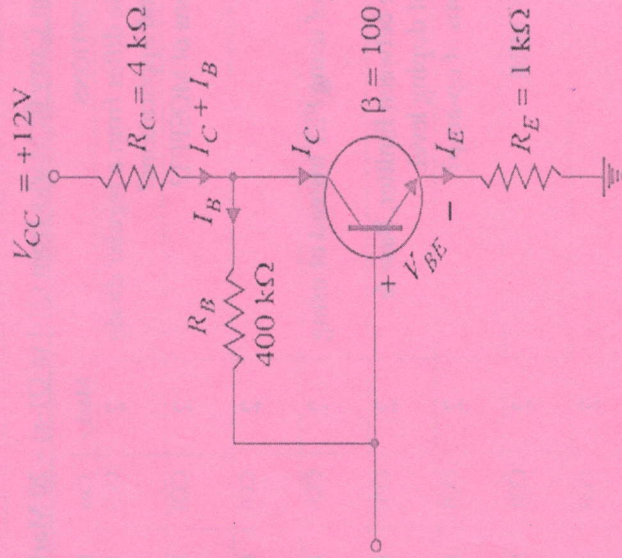 V_CC = +12V
R_C = 4 kΩ
I_C + I_B
I_B
R_B
400 kΩ
I_C
β = 100
+
V_BE
−
I_E
R_E = 1 kΩ